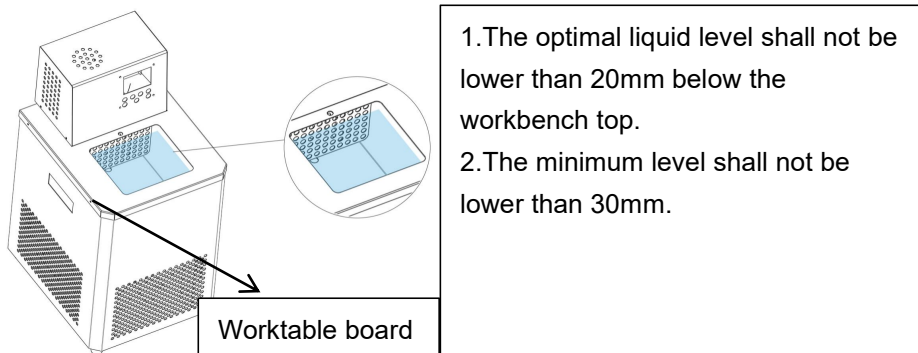 1.The optimal liquid level shall not be
lower than 20mm below the
workbench top.
2.The minimum level shall not be
lower than 30mm.
Worktable board